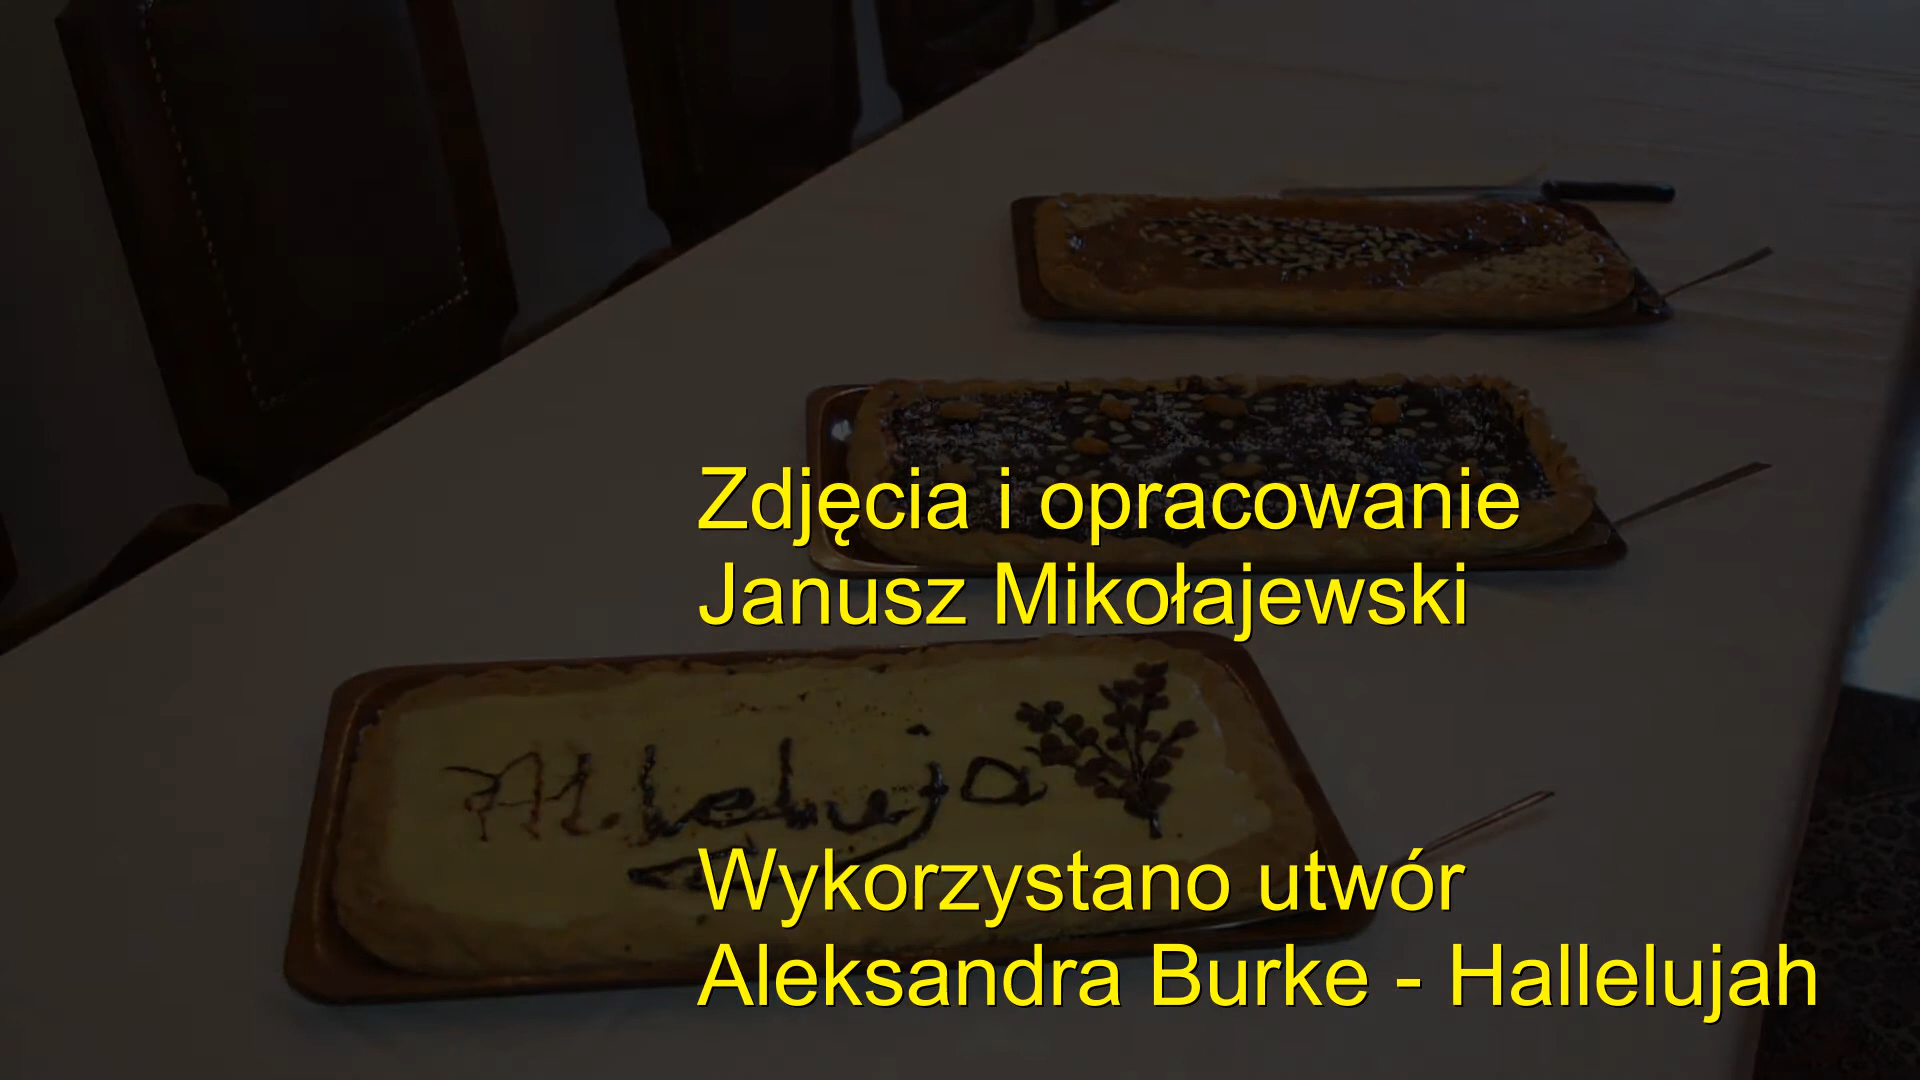 Zdjęcia i opracowanie
Janusz Mikołajewski
Alleluja
Wykorzystano utwór
Aleksandra Burke - Hallelujah